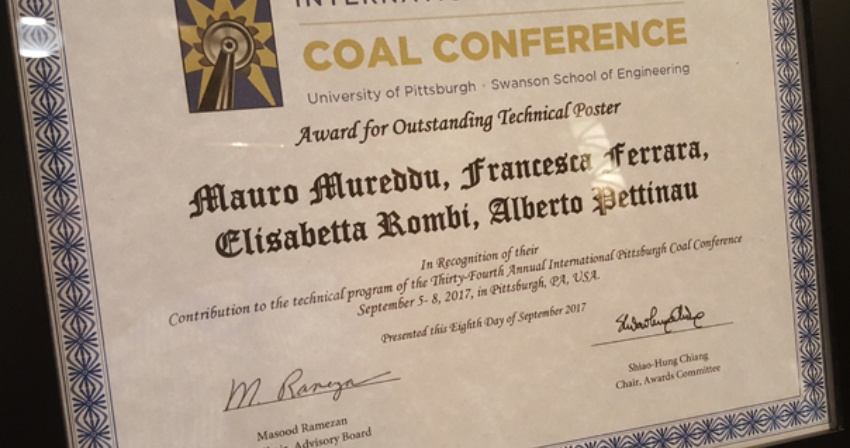 COAL CONFERENCE
University of Pittsburgh · Swanson School of Engineering
Award for Outstanding Technical Poster
Mauro Mureddu, Francesca Ferrara,
Elisabetta Rombi, Alberto Pettinau
In Recognition of their
Contribution to the technical program of the Thirty-Fourth Annual International Pittsburgh Coal Conference
September 5- 8, 2017, in Pittsburgh, PA, USA.
Presented this Eighth Day of September 2017
M. Ramezan
Shiao-Hung Chiang
Chair, Awards Committee
Masood Ramezan
Advisory Board